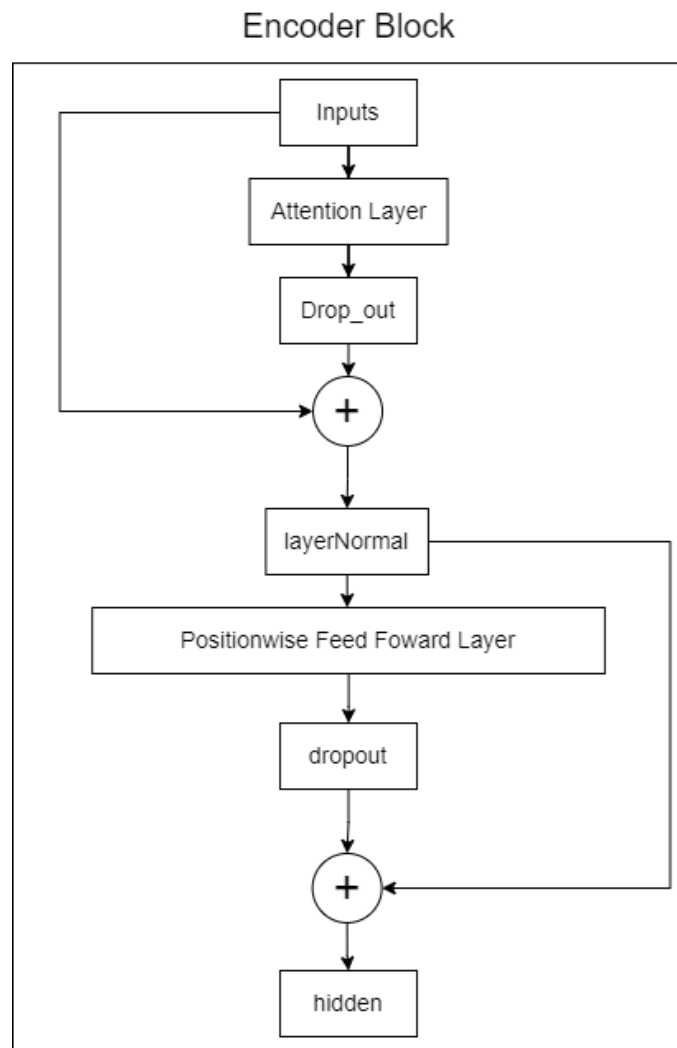 Encoder Block
Inputs
Attention Layer
Drop_out
+
layerNormal
Positionwise Feed Foward Layer
dropout
+
hidden